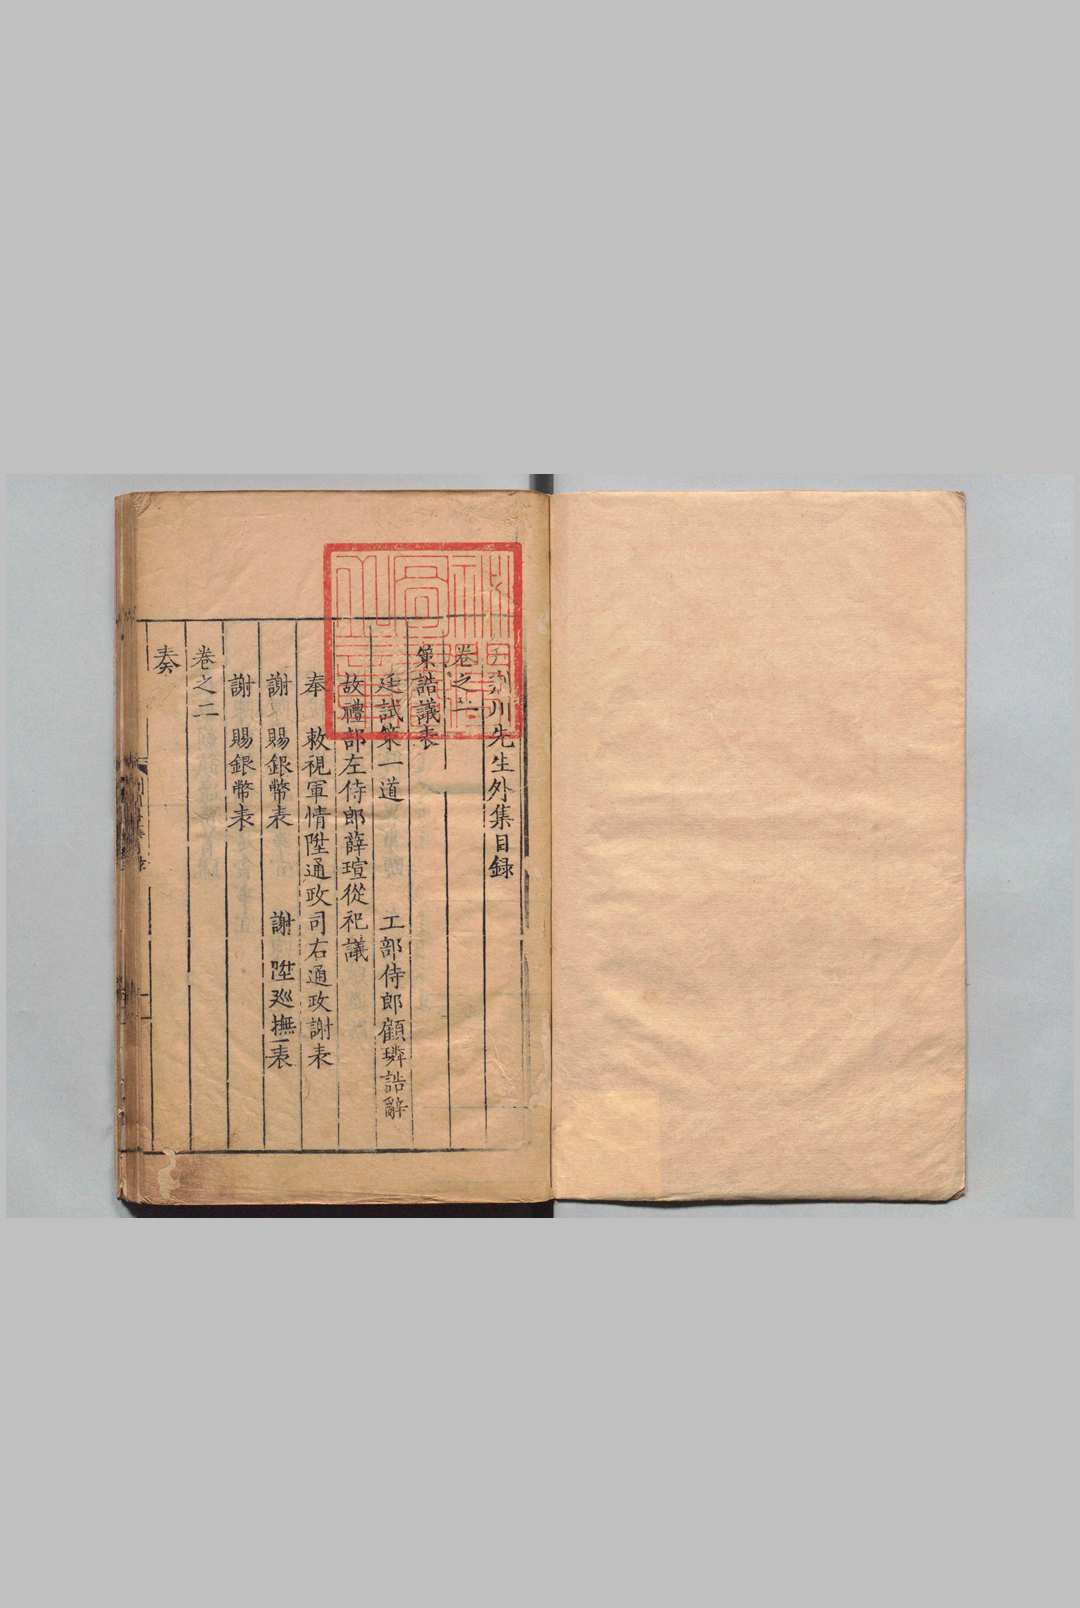 荆川先生外集目録
卷之一
策誥議表
廷試策一道 工部侍郎顧璘誥辭
故禮部左侍郎薛瑄從祀議
奉 敕視軍情陞通政司右通政謝表
謝 賜銀幣表 謝 陞廵撫表
謝 賜銀幣表
卷之二
奏